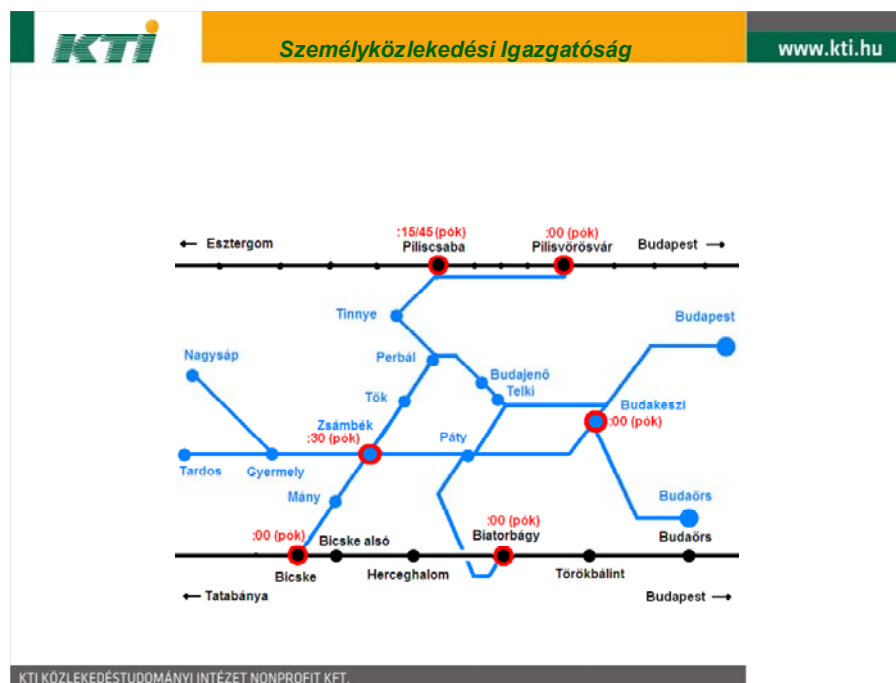 KTI
Személyközlekedési Igazgatóság
www.kti.hu
:15/45 (pók)
:00 (pók)
← Esztergom
Piliscsaba
Pilisvörösvár
Budapest →
Tinnye
Budapest
Nagysáp
Perbál
Budajenő
Telki
Tök
Budakeszi
Zsámbék
:30 (pók)
:00 (pók)
Páty
Tardos
Gyermely
Mány
Budaörs
:00 (pók)
:00 (pók)
Bicske alsó
Biatorbágy
Budaörs
Bicske
Herceghalom
Törökbálint
← Tatabánya
Budapest →
KTI KÖZLEKEDÉSTUDOMÁNYI INTÉZET NONPROFIT KFT.